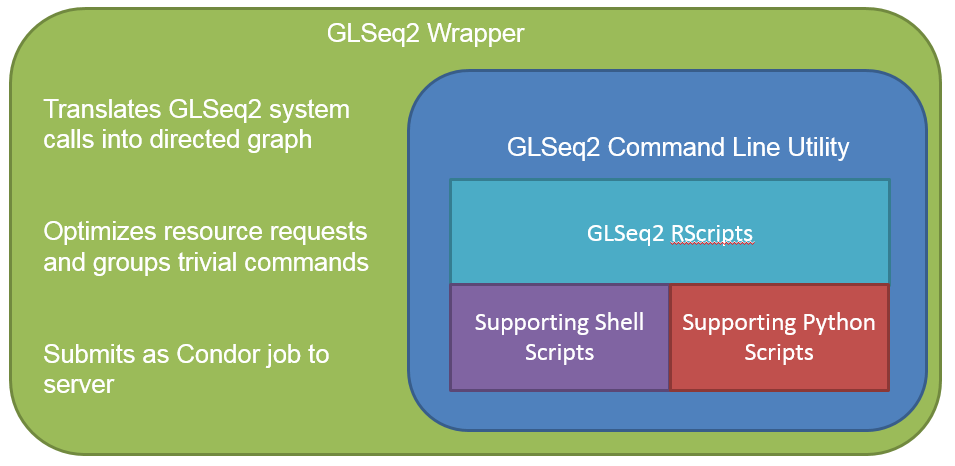 GLSeq2 Wrapper
Translates GLSeq2 system
calls into directed graph
Optimizes resource requests
and groups trivial commands
Submits as Condor job to
server
GLSeq2 Command Line Utility
GLSeq2 RScripts
Supporting Shell
Scripts
Supporting Python
Scripts